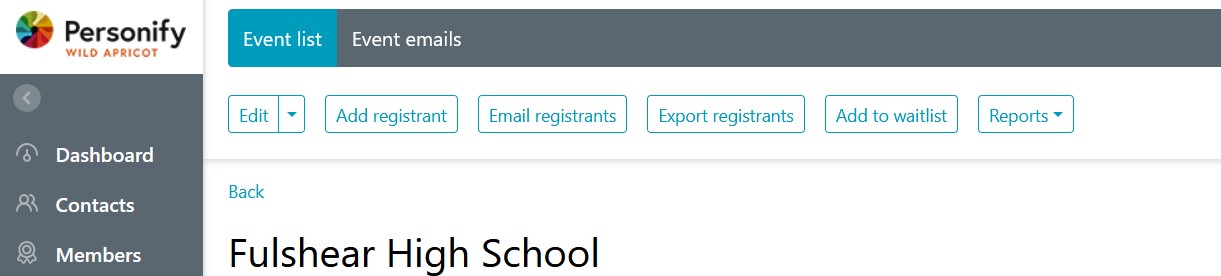 Personify
WILD APRICOT
Event list Event emails
Edit Add registrant Email registrants Export registrants Add to waitlist Reports
Dashboard
Contacts
Members
Back
Fulshear High School